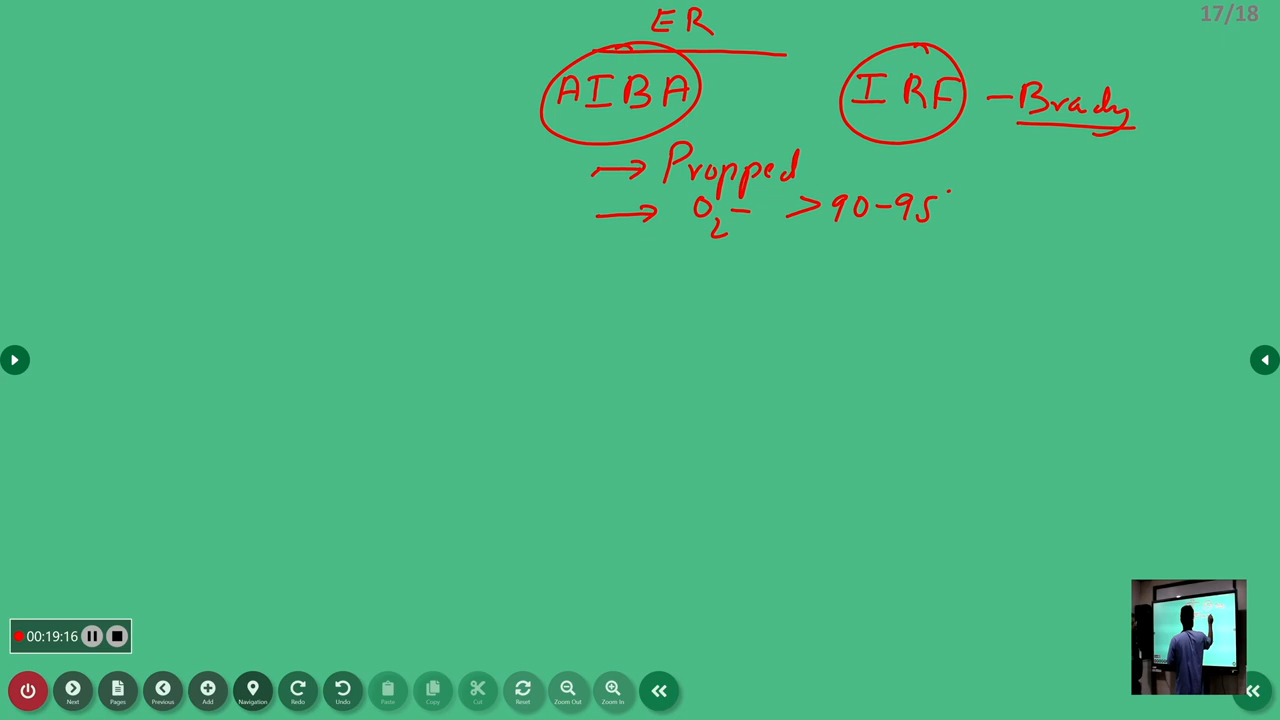 17/18
ER
AIBA IRF - Brady
→ Propped
→ O₂ - > 90-95
00:19:16
Next Pages Previous Add Navigation Redo Undo Paste Copy Cut Reset Zoom Out Zoom In